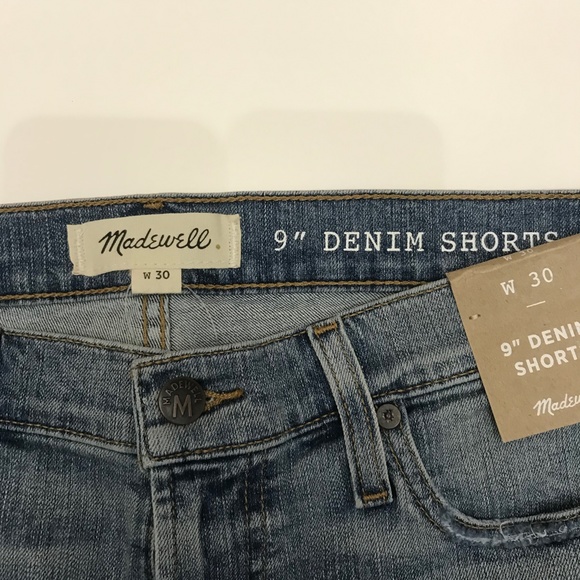 Madewell.
W 30
9" DENIM SHORTS
W 30
9" DENIM
SHORT
Madewell
MADEWELL
M